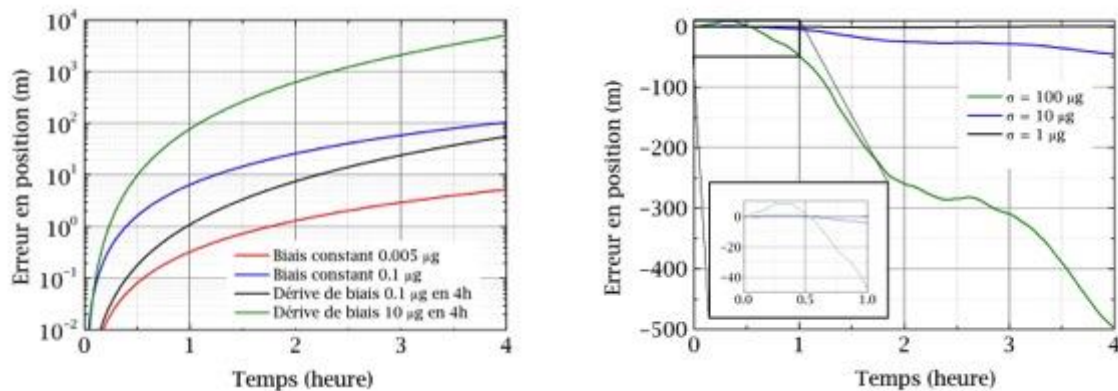 Erreur en position (m)
10^4
10^3
10^2
10^1
10^0
10^-1
10^-2
Biais constant 0.005 µg
Biais constant 0.1 µg
Dérive de biais 0.1 µg en 4h
Dérive de biais 10 µg en 4h
0 1 2 3 4
Temps (heure)
Erreur en position (m)
0
-100
-200
-300
-400
-500
σ = 100 µg
σ = 10 µg
σ = 1 µg
0
-20
-40
0.0 0.5 1.0
0 1 2 3 4
Temps (heure)